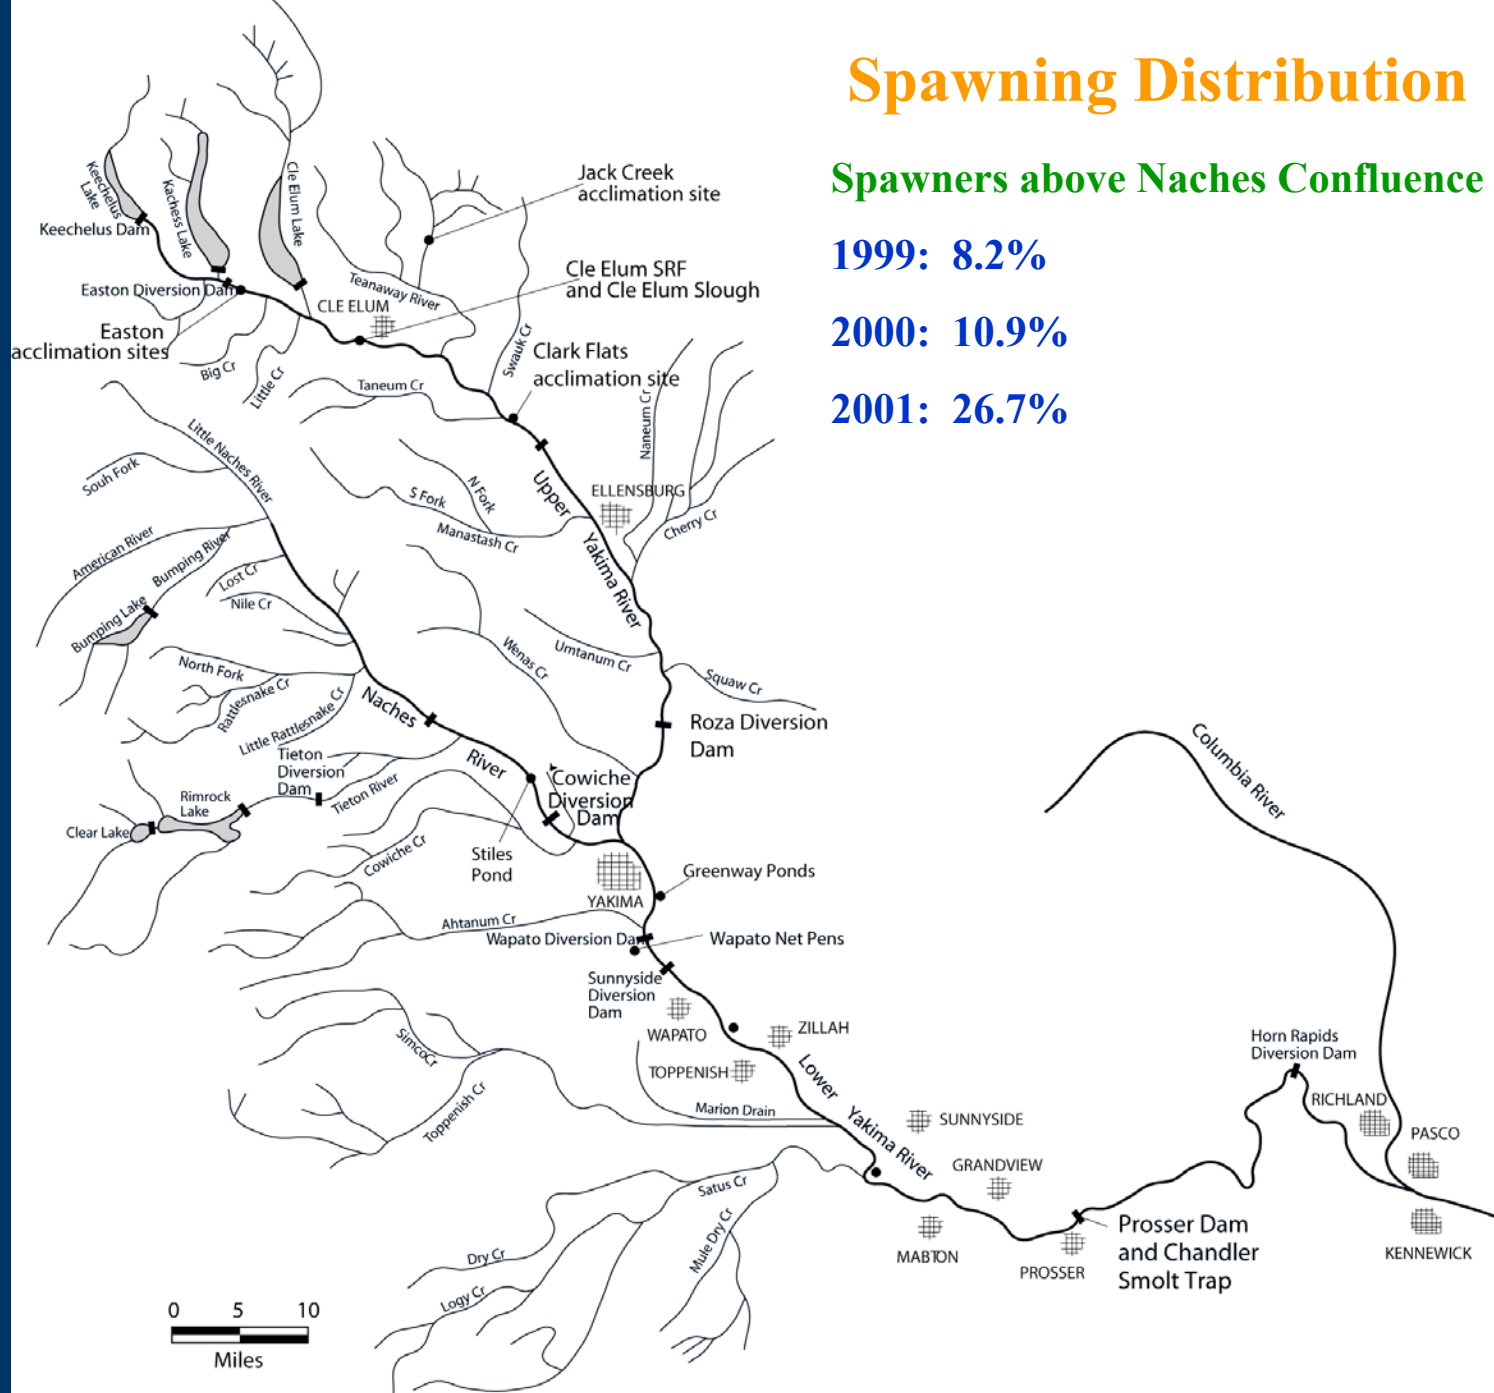 Spawning Distribution
Spawners above Naches Confluence
1999: 8.2%
2000: 10.9%
2001: 26.7%
Jack Creek
acclimation site
Cle Elum SRF
and Cle Elum Slough
Clark Flats
acclimation site
Keechelus
Lake
Kachess Lake
Cle Elum Lake
Keechelus Dam
Easton Diversion Dam
Easton
acclimation sites
CLE ELUM
Teanaway River
Big Cr
Little Cr
Swauk Cr
Taneum Cr
Naneum Cr
Little Naches River
Souh Fork
S Fork
N Fork
Manastash Cr
ELLENSBURG
Cherry Cr
Upper
Yakima River
American River
Bumping River
Lost Cr
Nile Cr
Bumping Lake
North Fork
Rattlesnake Cr
Little Rattlesnake Cr
Wenas Cr
Umtanum Cr
Squaw Cr
Naches
River
Roza Diversion
Dam
Tieton
Diversion
Dam
Tieton River
Rimrock
Lake
Clear Lake
Cowiche
Diversion
Dam
Cowiche Cr
Stiles
Pond
YAKIMA
Greenway Ponds
Ahtanum Cr
Wapato Diversion Dam
Wapato Net Pens
Sunnyside
Diversion
Dam
WAPATO
ZILLAH
TOPPENISH
SimcoCr
Toppenish Cr
Marion Drain
Lower
Yakima River
SUNNYSIDE
GRANDVIEW
MABTON
PROSSER
Satus Cr
Mule Dry Cr
Dry Cr
Logy Cr
Prosser Dam
and Chandler
Smolt Trap
Columbia River
Horn Rapids
Diversion Dam
RICHLAND
PASCO
KENNEWICK
0 5 10
Miles